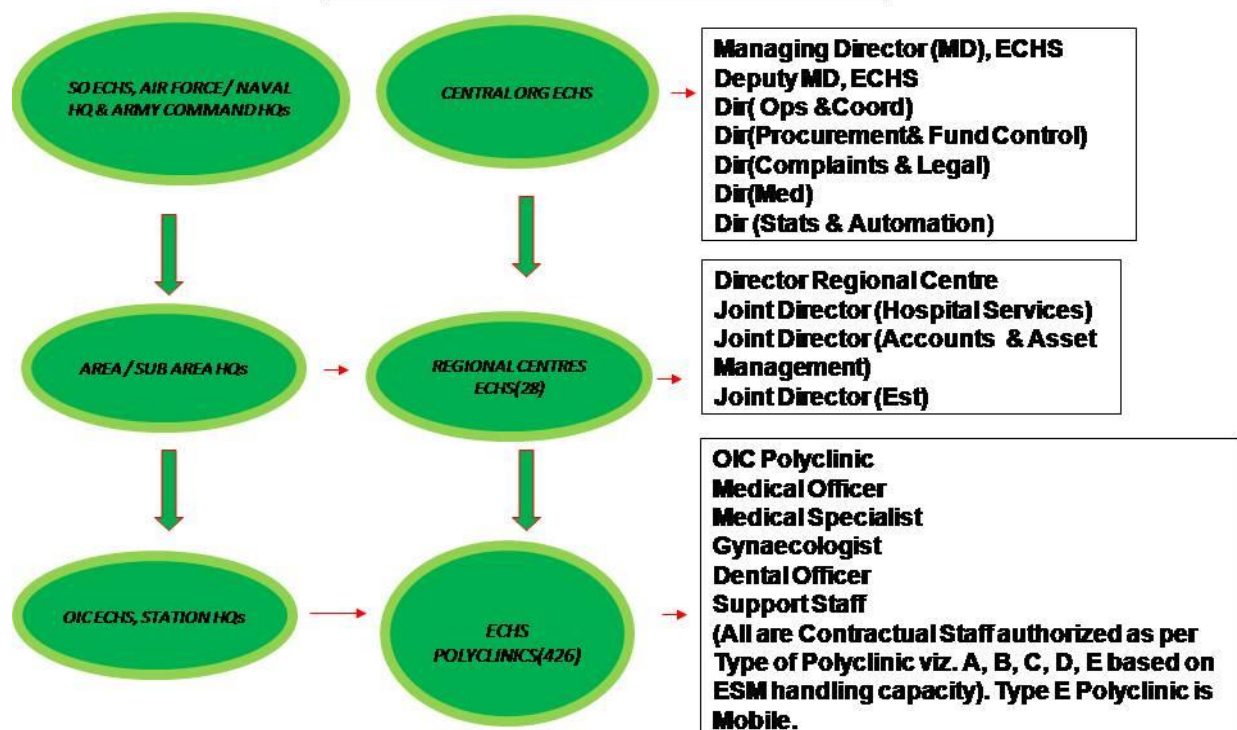 SO ECHS, AIR FORCE / NAVAL
HQ & ARMY COMMAND HQs
CENTRAL ORG ECHS
Managing Director (MD), ECHS
Deputy MD, ECHS
Dir( Ops &Coord)
Dir(Procurement& Fund Control)
Dir(Complaints & Legal)
Dir(Med)
Dir (Stats & Automation)
AREA / SUB AREA HQs
REGIONAL CENTRES
ECHS(28)
Director Regional Centre
Joint Director (Hospital Services)
Joint Director (Accounts & Asset
Management)
Joint Director (Est)
OIC ECHS, STATION HQs
ECHS
POLYCLINICS(426)
OIC Polyclinic
Medical Officer
Medical Specialist
Gynaecologist
Dental Officer
Support Staff
(All are Contractual Staff authorized as per
Type of Polyclinic viz. A, B, C, D, E based on
ESM handling capacity). Type E Polyclinic is
Mobile.